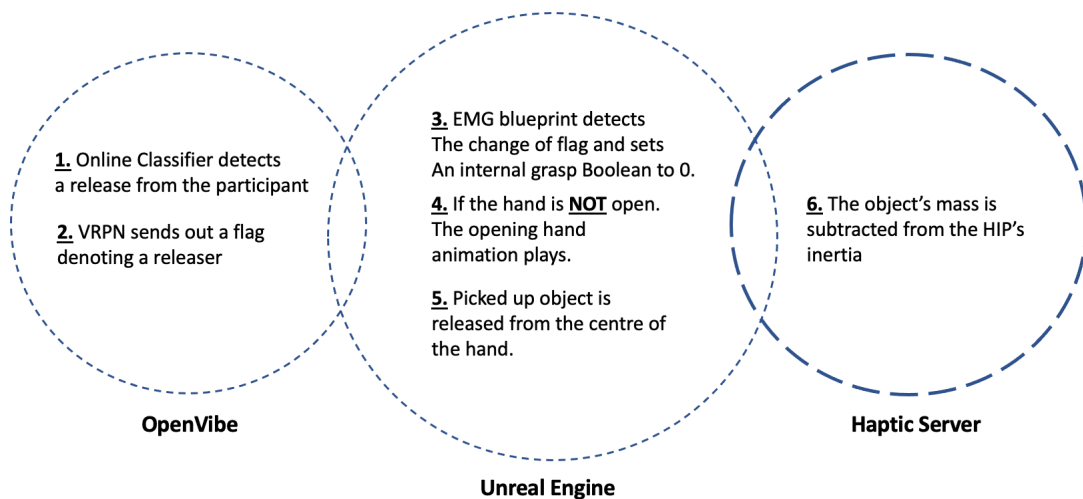 1. Online Classifier detects
a release from the participant
2. VRPN sends out a flag
denoting a releaser
OpenVibe
3. EMG blueprint detects
The change of flag and sets
An internal grasp Boolean to 0.
4. If the hand is NOT open.
The opening hand
animation plays.
5. Picked up object is
released from the centre of
the hand.
Unreal Engine
6. The object’s mass is
subtracted from the HIP’s
inertia
Haptic Server